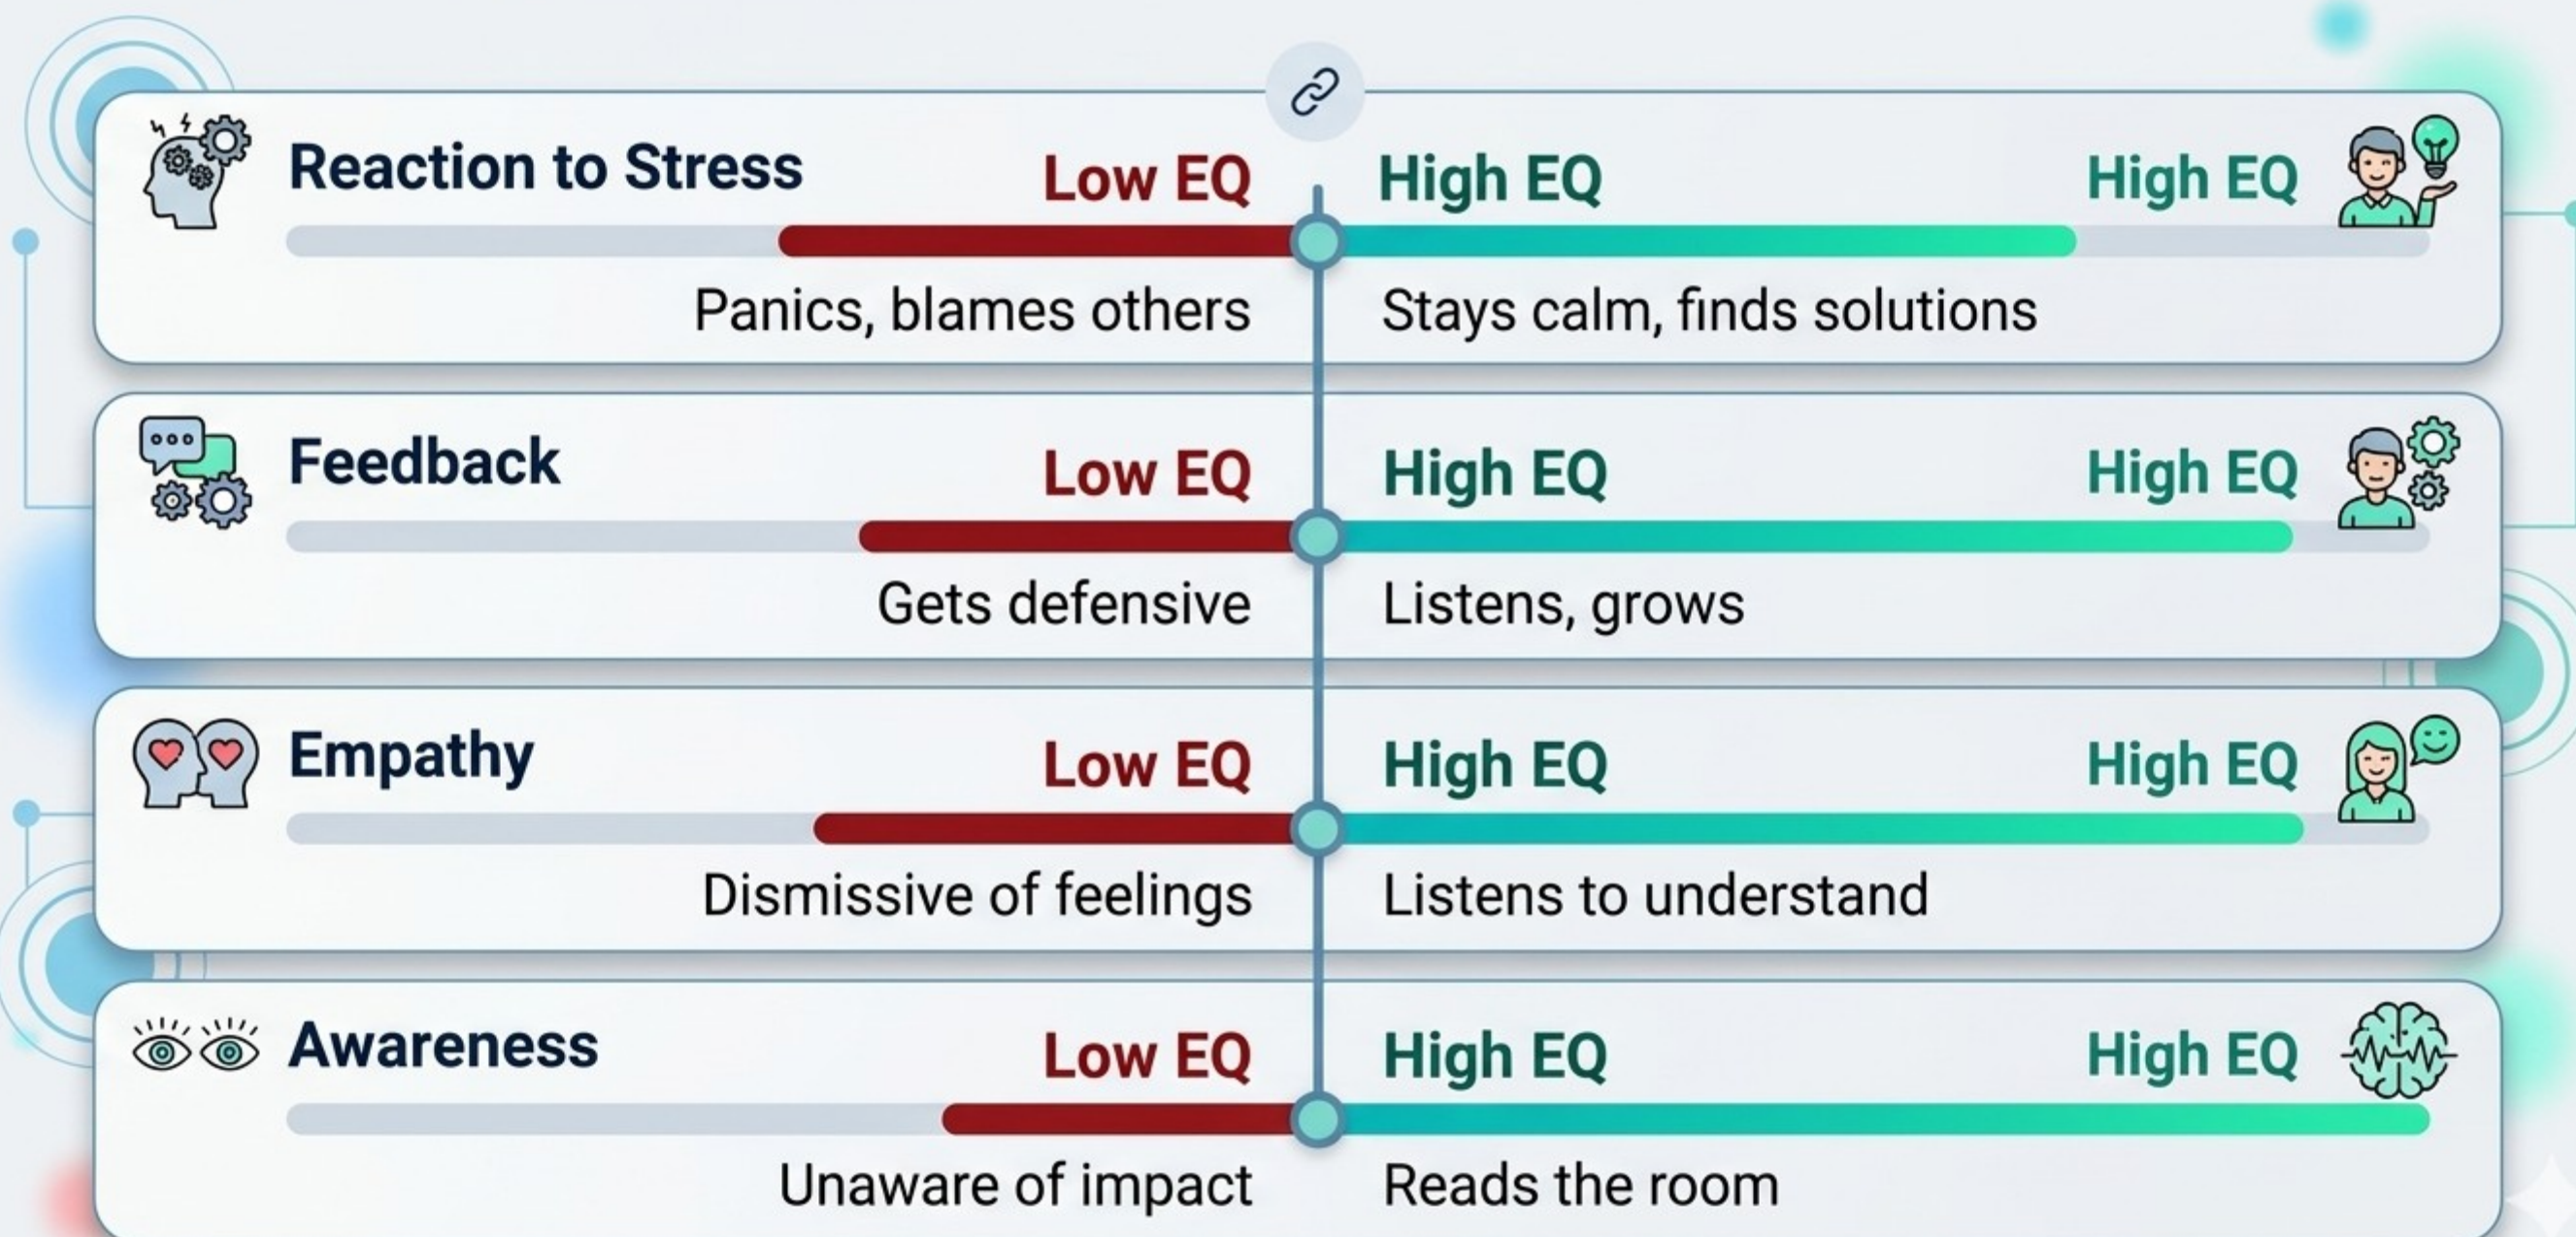 Reaction to Stress
Low EQ
High EQ
High EQ
Panics, blames others
Stays calm, finds solutions
Feedback
Low EQ
High EQ
High EQ
Gets defensive
Listens, grows
Empathy
Low EQ
High EQ
High EQ
Dismissive of feelings
Listens to understand
Awareness
Low EQ
High EQ
High EQ
Unaware of impact
Reads the room